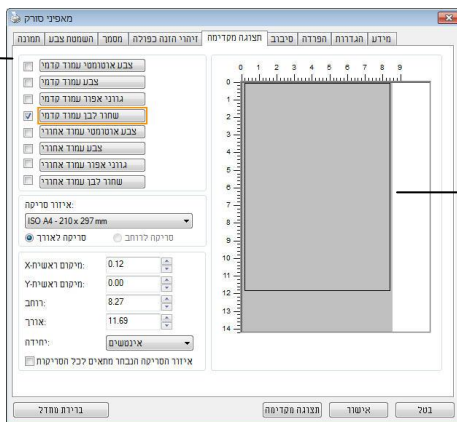 מאפיני סורק
תמונה השמטת צבע מסמך זיהוי הזנה כפולה תצוגה מקדימה סיבוב הפרדה הגדרות מידע
צבע אוטומטי עמוד קדמי
צבע עמוד קדמי
גווני אפור עמוד קדמי
שחור לבן עמוד קדמי
צבע אוטומטי עמוד אחורי
צבע עמוד אחורי
גווני אפור עמוד אחורי
שחור לבן עמוד אחורי
איזור סריקה:
ISO A4 - 210 x 297 mm
סריקה לאורך סריקה לרוחב
מיקום ראשית-X: 0.12
מיקום ראשית-Y: 0.00
רוחב: 8.27
אורך: 11.69
יחידה: אינטשים
איזור הסריקה הנבחר מתאים לכל הסריקות
0 1 2 3 4 5 6 7 8 9
0
1
2
3
4
5
6
7
8
9
10
11
12
13
14
ברירת מחדל תצוגה מקדימה אישור בטל